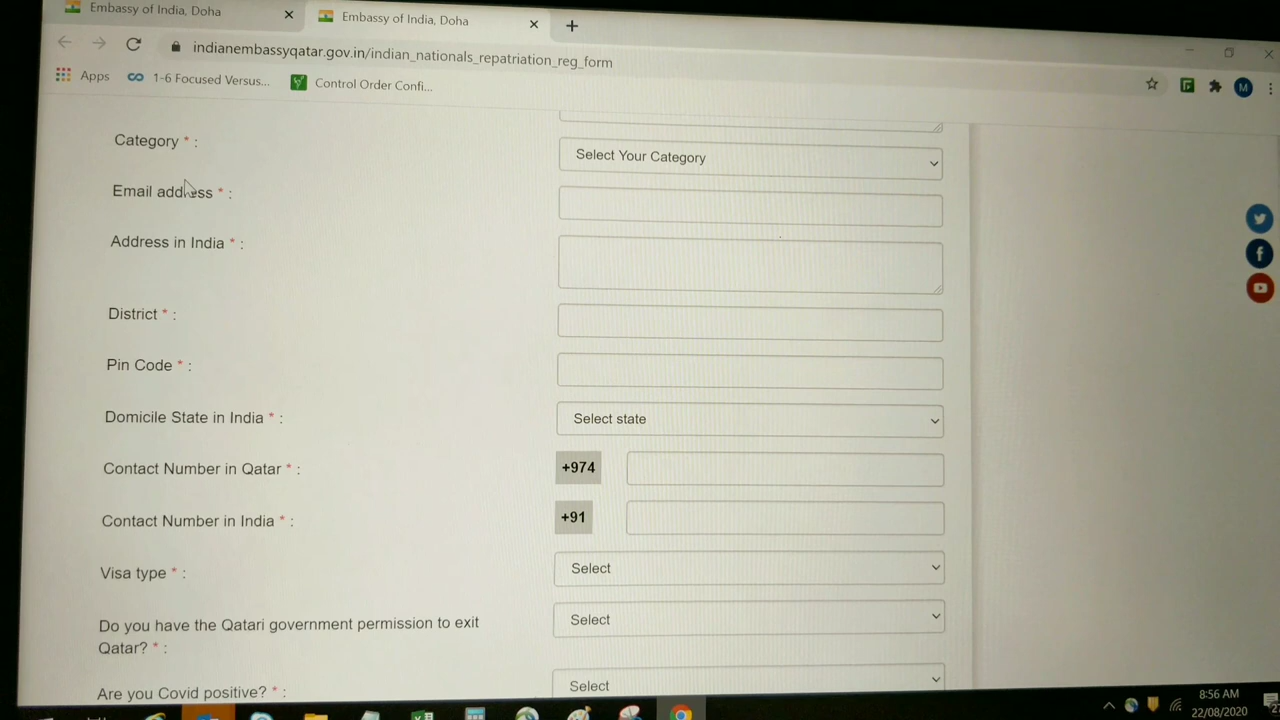 Embassy of India, Doha
Embassy of India, Doha
indianembassyqatar.gov.in/indian_nationals_repatriation_reg_form
M
Apps
1-6 Focused Versus...
Control Order Confi...
Category * :
Select Your Category
Email address * :
Address in India * :
District * :
Pin Code * :
Domicile State in India * :
Select state
Contact Number in Qatar * :
+974
Contact Number in India * :
+91
Visa type * :
Select
Do you have the Qatari government permission to exit
Qatar? * :
Select
Are you Covid positive? * :
Select
8:56 AM
22/08/2020